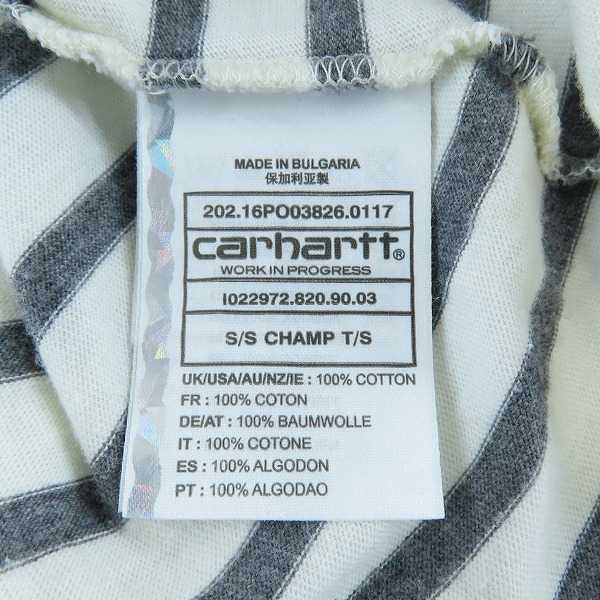 MADE IN BULGARIA
保加利亚製
202.16PO03826.0117
carhartt®
WORK IN PROGRESS
I022972.820.90.03
S/S CHAMP T/S
UK/USA/AU/NZ/IE : 100% COTTON
FR : 100% COTON
DE/AT : 100% BAUMWOLLE
IT : 100% COTONE
ES : 100% ALGODON
PT : 100% ALGODAO